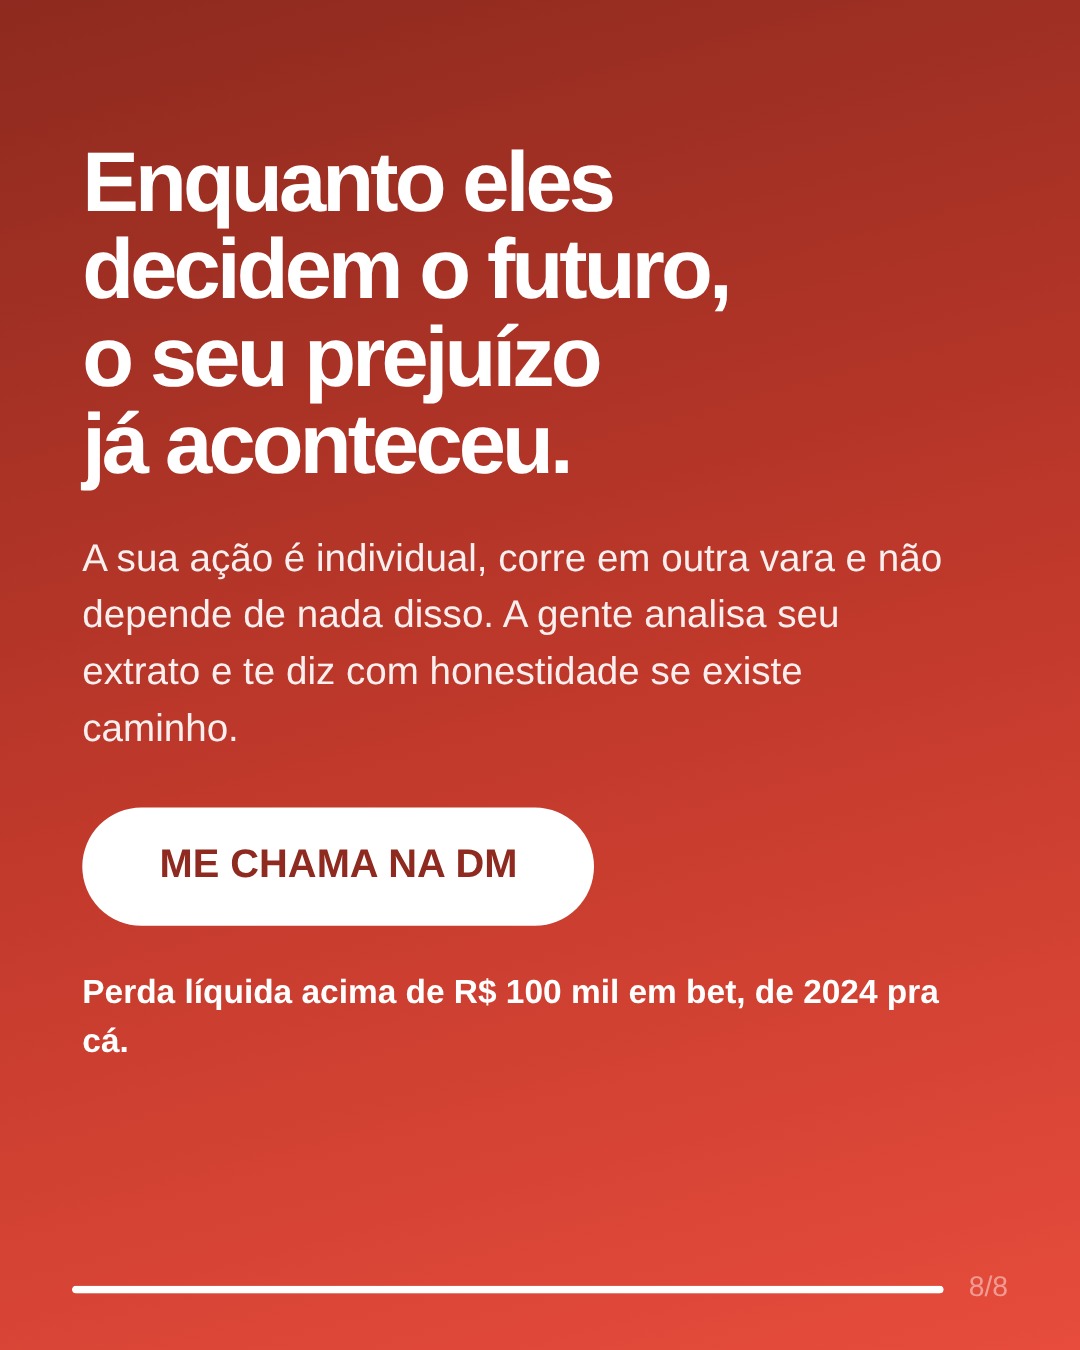 Enquanto eles
decidem o futuro,
o seu prejuízo
já aconteceu.
A sua ação é individual, corre em outra vara e não
depende de nada disso. A gente analisa seu
extrato e te diz com honestidade se existe
caminho.
ME CHAMA NA DM
Perda líquida acima de R$ 100 mil em bet, de 2024 pra
cá.
8/8